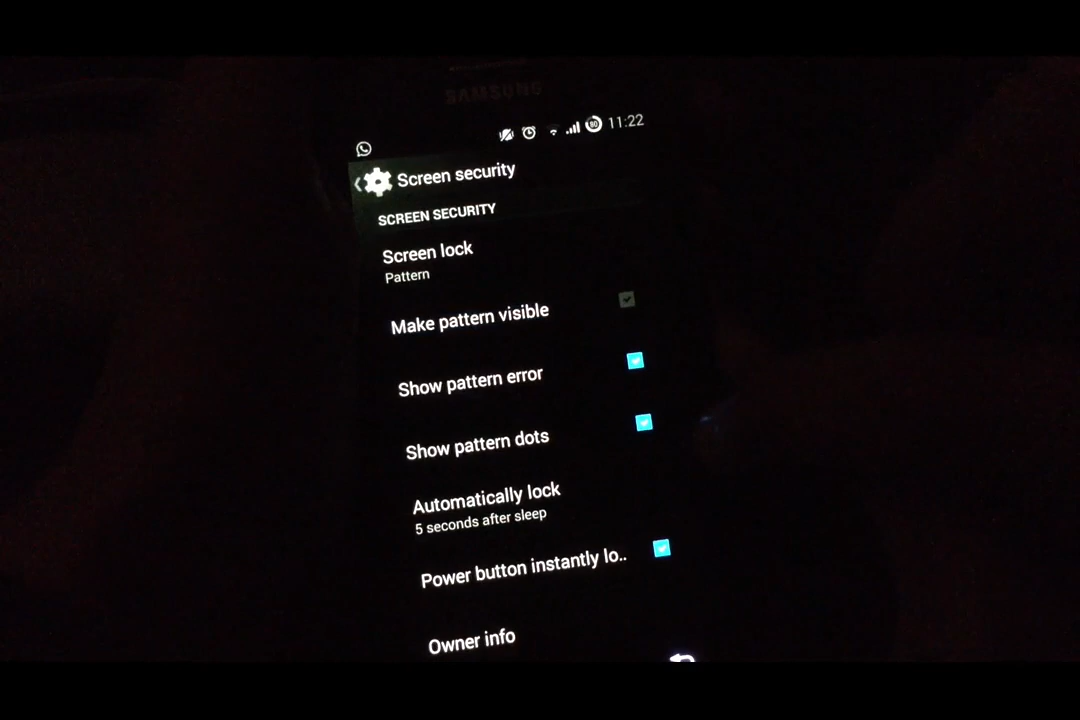 SAMSUNG
80 11:22
Screen security
SCREEN SECURITY
Screen lock
Pattern
Make pattern visible
Show pattern error
Show pattern dots
Automatically lock
5 seconds after sleep
Power button instantly lo..
Owner info